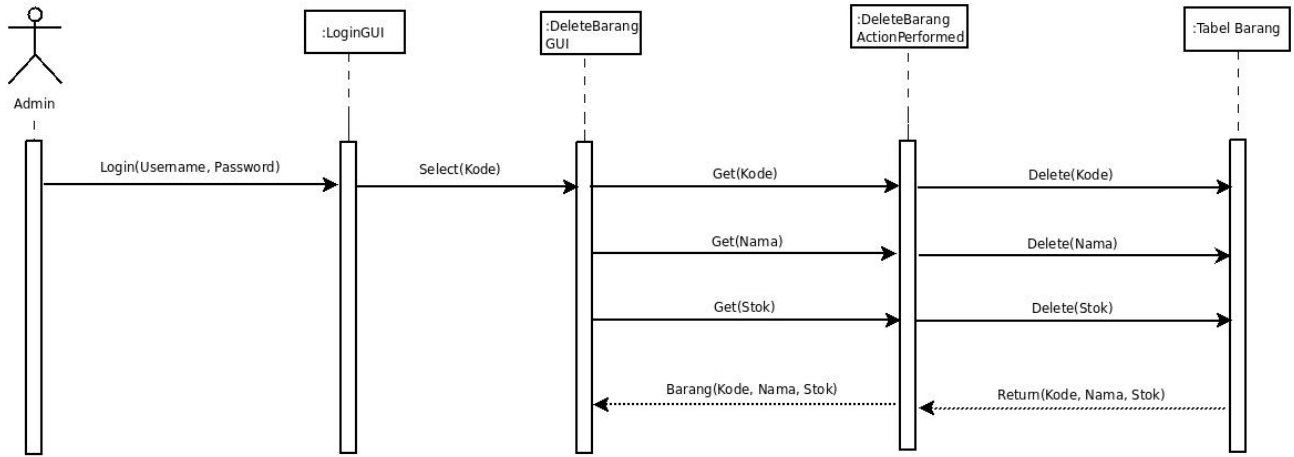 Admin
:LoginGUI
:DeleteBarang
GUI
:DeleteBarang
ActionPerformed
:Tabel Barang
Login(Username, Password)
Select(Kode)
Get(Kode)
Delete(Kode)
Get(Nama)
Delete(Nama)
Get(Stok)
Delete(Stok)
Barang(Kode, Nama, Stok)
Return(Kode, Nama, Stok)